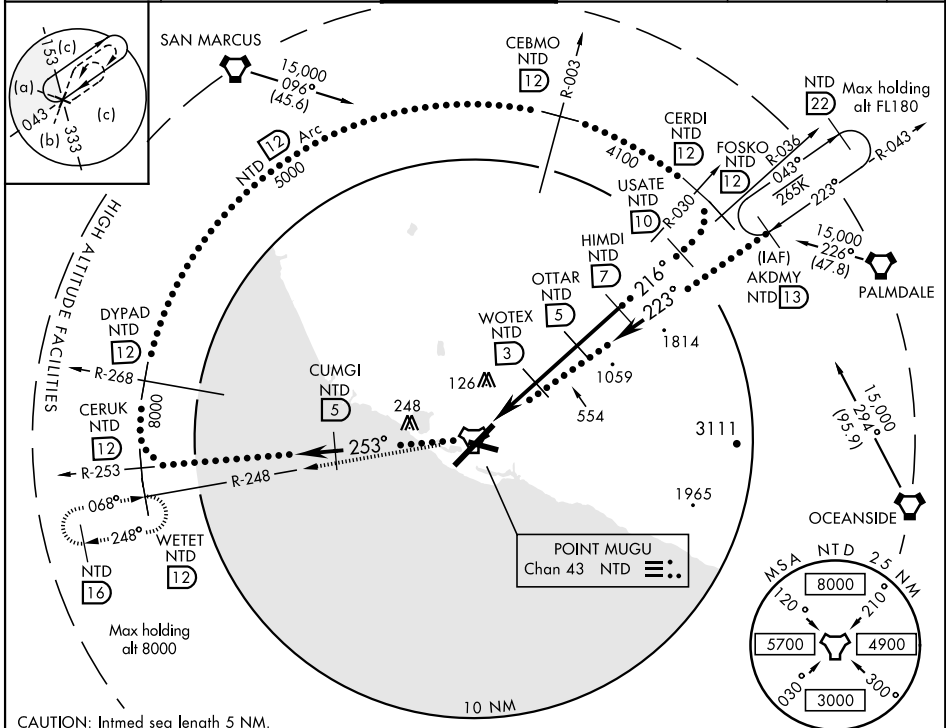 SAN MARCUS
15,000
096°
(45.6)
CEBMO
NTD
12
R-003
NTD
22
Max holding
alt FL180
153
(c)
(a)
043
(b)
333
(c)
NTD 12 Arc
5000
4100
CERDI
NTD
12
FOSKO
NTD
12
R-036
043°
265K
R-043
223°
USATE
NTD
10
R-030
HIMDI
NTD
7
216°
223°
15,000
226°
(47.8)
(IAF)
AKDMY
NTD 13
PALMDALE
OTTAR
NTD
5
WOTEX
NTD
3
1814
1059
554
126
HIGH ALTITUDE FACILITIES
DYPAD
NTD
12
R-268
8000
CUMGI
NTD
5
248
CERUK
NTD
12
253°
R-253
R-248
3111
15,000
294°
(95.9)
1965
068°
248°
WETET
NTD
12
NTD
16
OCEANSIDE
POINT MUGU
Chan 43 NTD
Max holding
alt 8000
MSA NTD 25 NM
8000
120°
210°
5700
4900
030°
300°
3000
10 NM
CAUTION: Intmed seg length 5 NM.